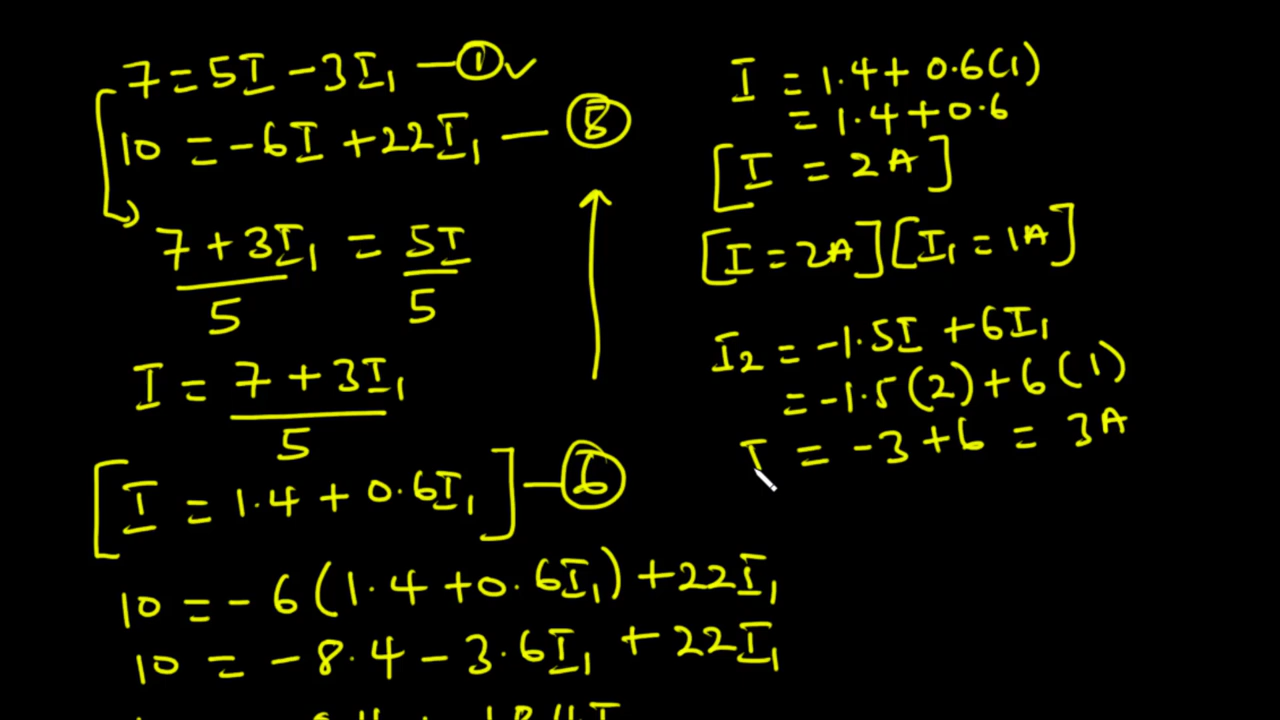 7 = 5I - 3I₁ — ① ✓
10 = -6I + 22I₁ — ⑤
7 + 3I₁ / 5 = 5I / 5
I = 7 + 3I₁ / 5
[I = 1.4 + 0.6I₁] — ⑥
10 = -6(1.4 + 0.6I₁) + 22I₁
10 = -8.4 - 3.6I₁ + 22I₁
I = 1.4 + 0.6(1)
= 1.4 + 0.6
[I = 2A]
[I = 2A][I₁ = 1A]
I₂ = -1.5I + 6I₁
= -1.5(2) + 6(1)
I = -3 + 6 = 3A